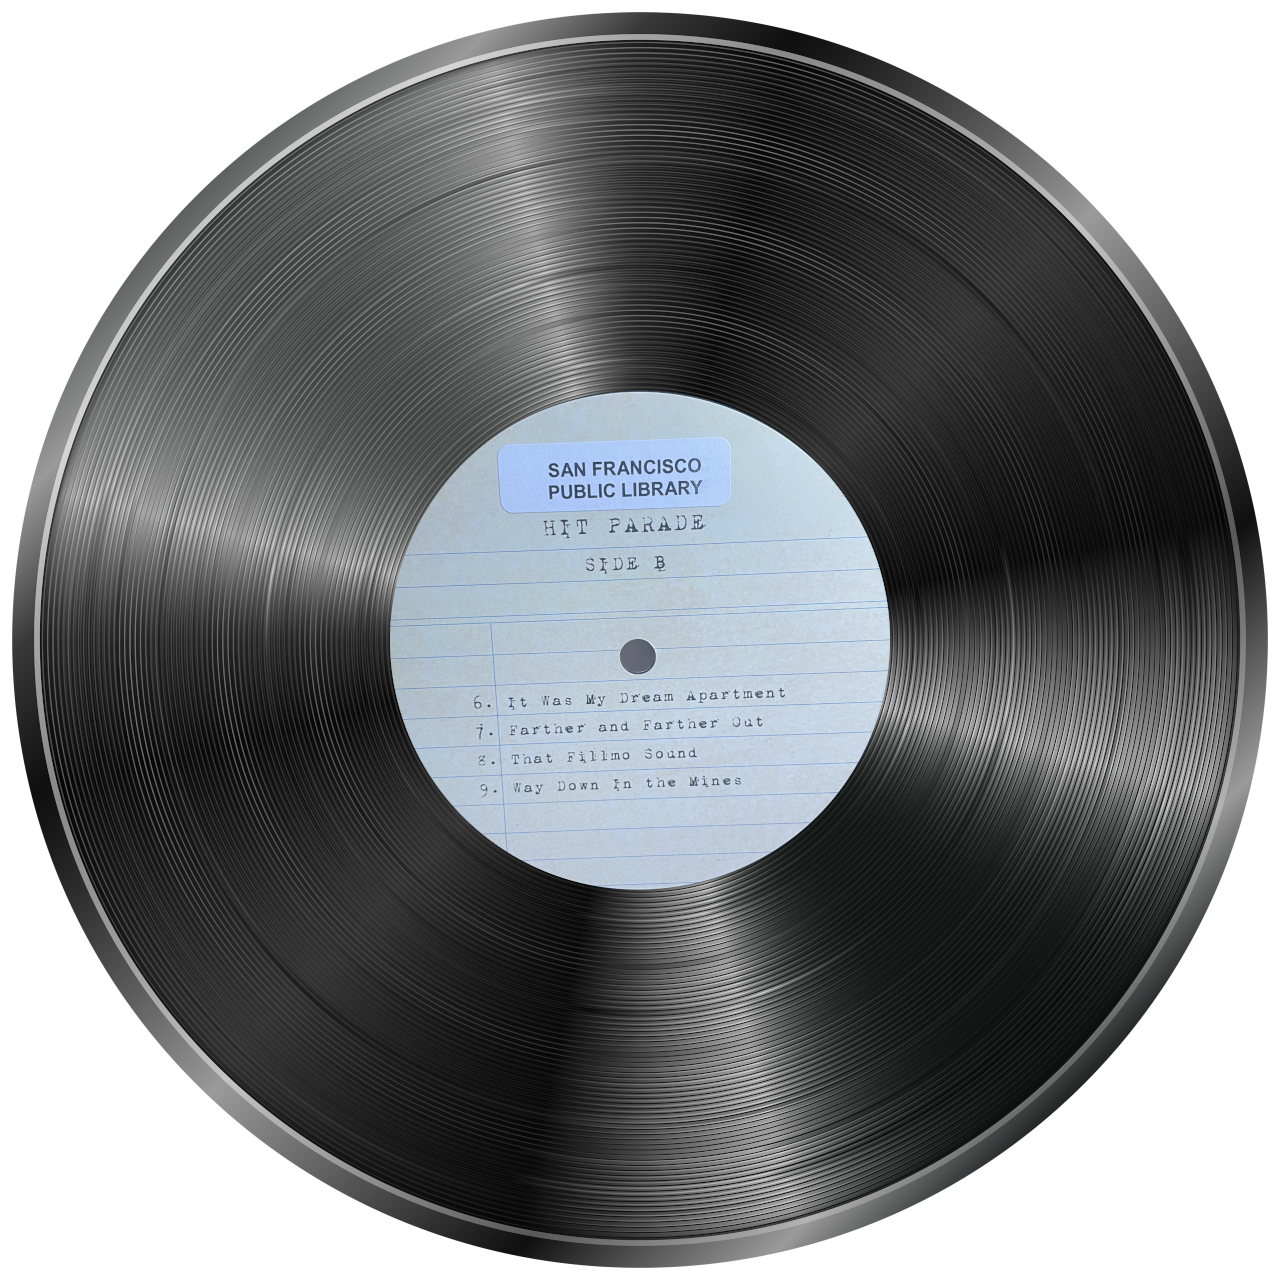 SAN FRANCISCO
PUBLIC LIBRARY
HIT PARADE
SIDE B
6. It Was My Dream Apartment
7. Farther and Farther Out
8. That Fillmo Sound
9. Way Down In the Mines